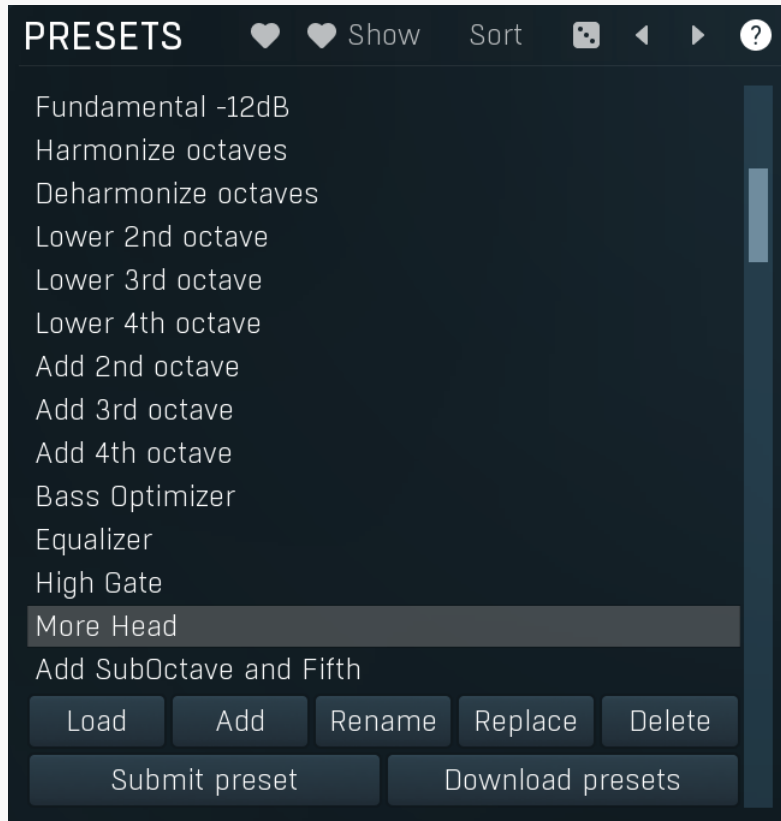 PRESETS Show Sort ?
Fundamental -12dB
Harmonize octaves
Deharmonize octaves
Lower 2nd octave
Lower 3rd octave
Lower 4th octave
Add 2nd octave
Add 3rd octave
Add 4th octave
Bass Optimizer
Equalizer
High Gate
More Head
Add SubOctave and Fifth
Load Add Rename Replace Delete
Submit preset Download presets